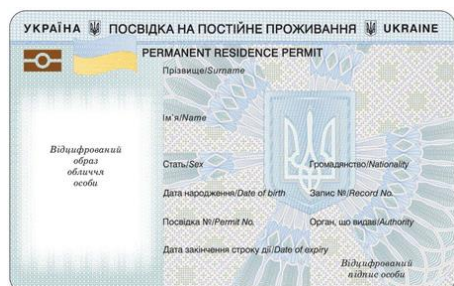 УКРАЇНА ПОСВІДКА НА ПОСТІЙНЕ ПРОЖИВАННЯ UKRAINE
PERMANENT RESIDENCE PERMIT
Прізвище/Surname
Ім'я/Name
Відцифрований
образ
обличчя
особи
Стать/Sex Громадянство/Nationality
Дата народження/Date of birth Запис №/Record No.
Посвідка №/Permit No. Орган, що видав/Authority
Дата закінчення строку дії/Date of expiry
Відцифрований
підпис особи